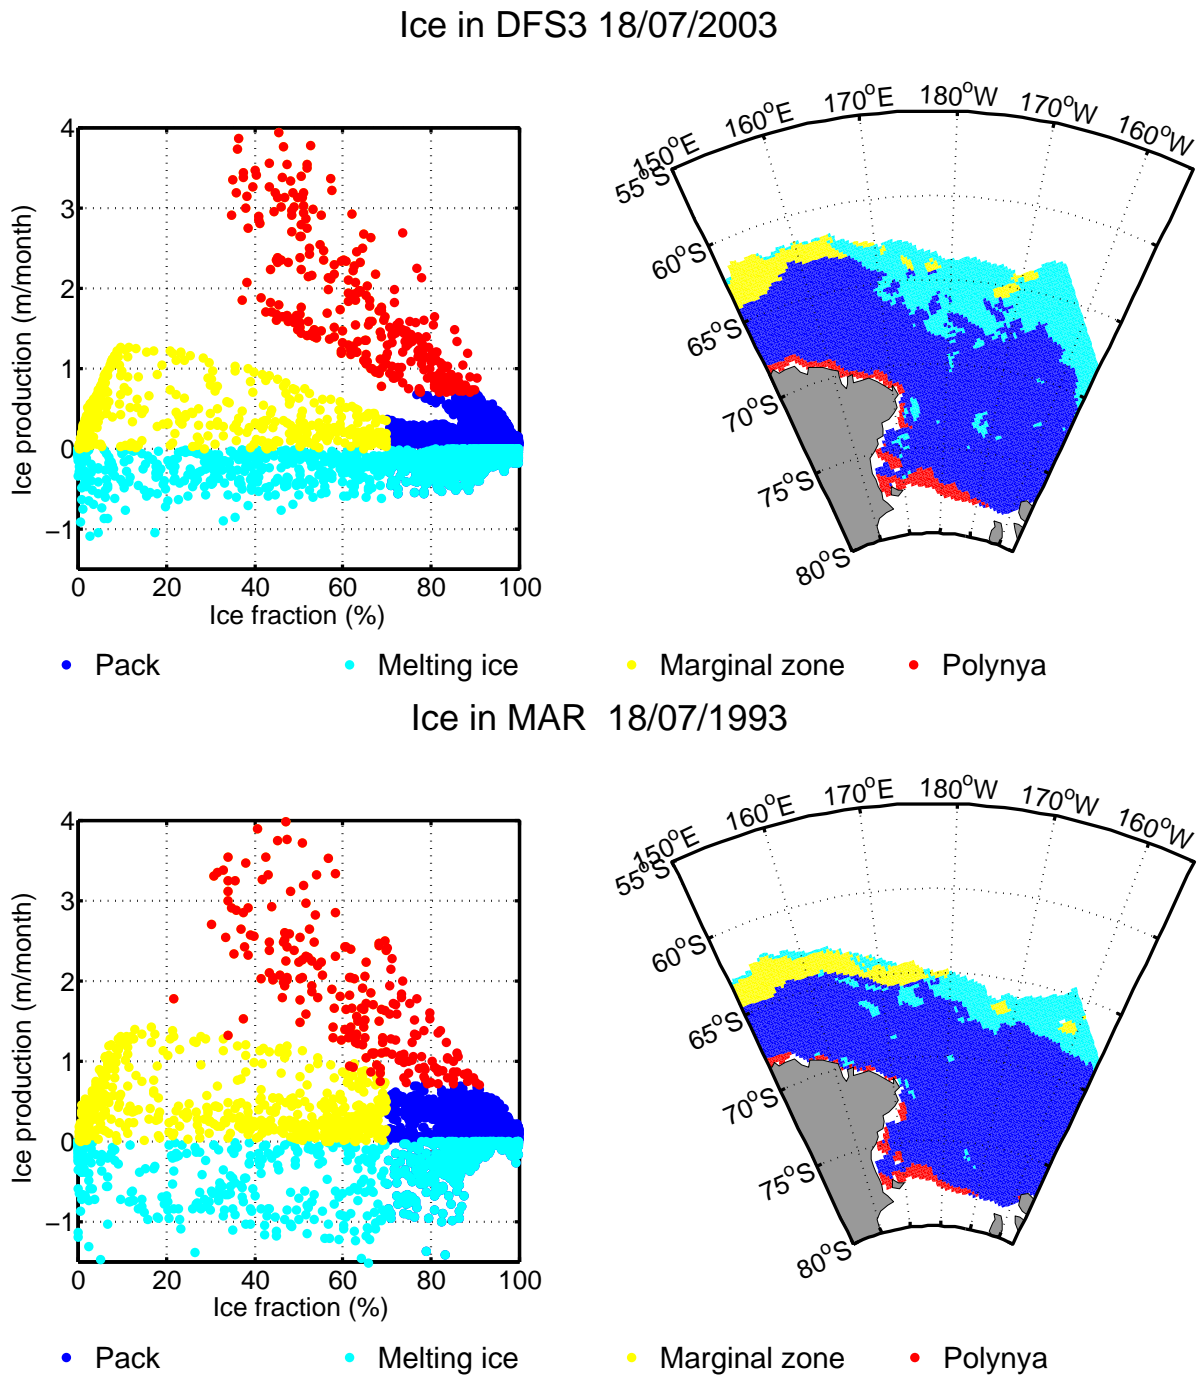 Ice in DFS3 18/07/2003
4
3
2
1
0
−1
0 20 40 60 80 100
Ice production (m/month)
Ice fraction (%)
150°E 160°E 170°E 180°W 170°W 160°W
55°S
60°S
65°S
70°S
75°S
80°S
Pack Melting ice Marginal zone Polynya
Ice in MAR 18/07/1993
4
3
2
1
0
−1
0 20 40 60 80 100
Ice production (m/month)
Ice fraction (%)
150°E 160°E 170°E 180°W 170°W 160°W
55°S
60°S
65°S
70°S
75°S
80°S
Pack Melting ice Marginal zone Polynya